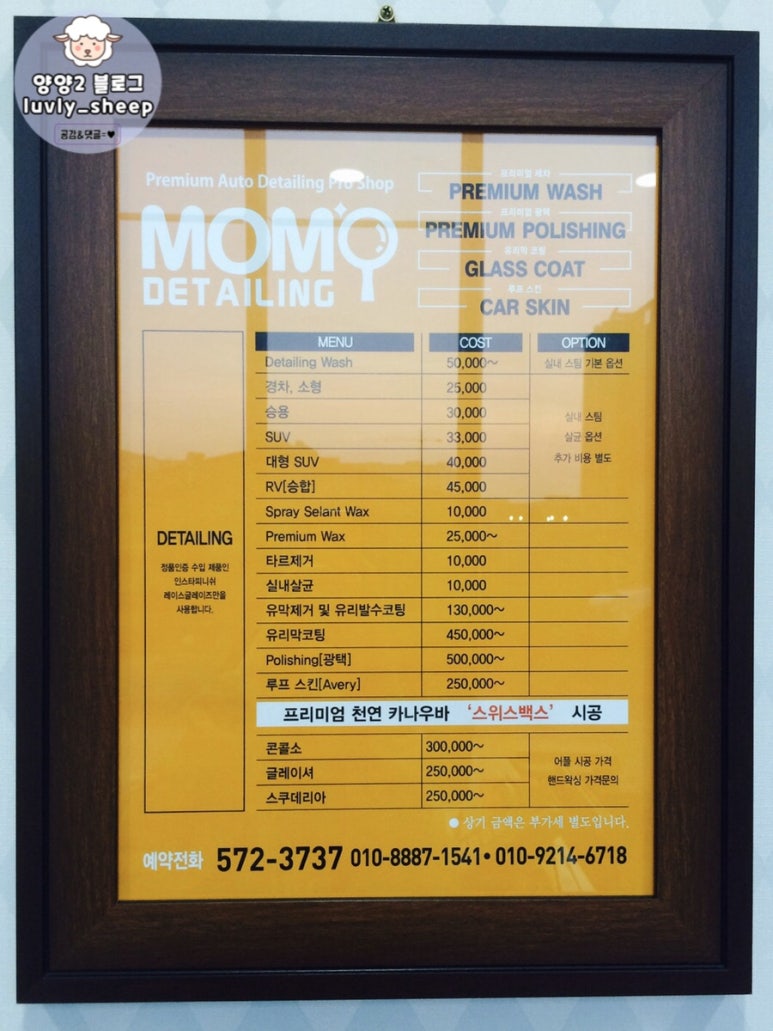 양양2 블로그
luvly_sheep
공감&댓글=♥
Premium Auto Detailing Pro Shop
MOMO
DETAILING
프리미엄 세차
PREMIUM WASH
프리미엄 광택
PREMIUM POLISHING
유리막 코팅
GLASS COAT
루프 스킨
CAR SKIN
MENU COST OPTION
Detailing Wash 50,000~ 실내 스팀 기본 옵션
경차, 소형 25,000
승용 30,000
실내 스팀
SUV 33,000
살균 옵션
대형 SUV 40,000
추가 비용 별도
RV[승합] 45,000
Spray Selant Wax 10,000
Premium Wax 25,000~
타르제거 10,000
실내살균 10,000
유막제거 및 유리발수코팅 130,000~
유리막코팅 450,000~
Polishing[광택] 500,000~
루프 스킨[Avery] 250,000~
DETAILING
정품인증 수입 제품인
인스타피니쉬
레이스글레이즈만을
사용합니다.
프리미엄 천연 카나우바 '스위스백스' 시공
콘콜소 300,000~
글레이셔 250,000~
스쿠데리아 250,000~
어플 시공 가격
핸드왁싱 가격문의
● 상기 금액은 부가세 별도입니다.
예약전화 572-3737 010-8887-1541 • 010-9214-6718